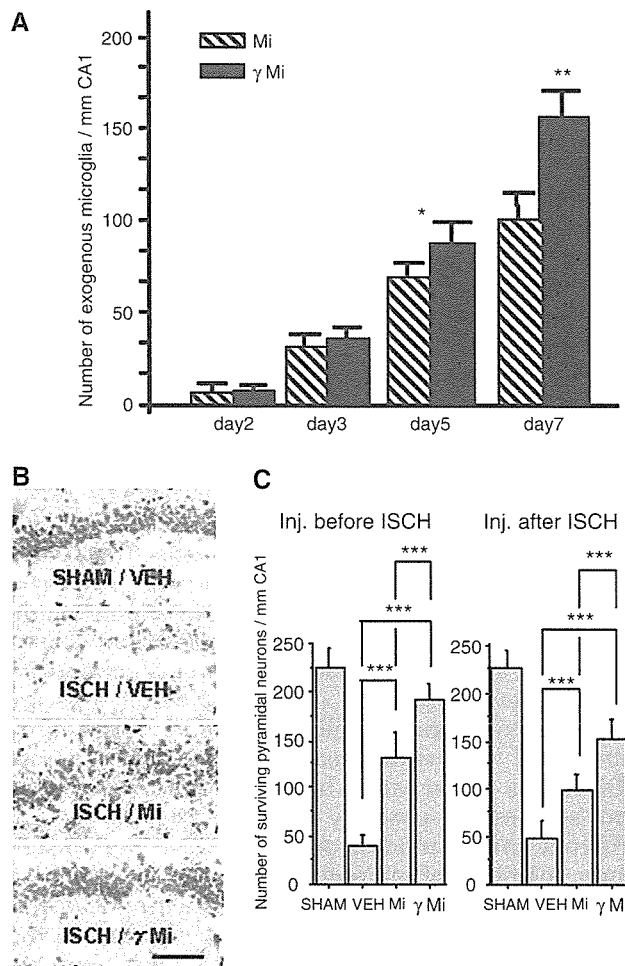 A
Number of exogenous microglia / mm CA1
200
150
100
50
0
Mi
γ Mi
*
**
day2 day3 day5 day7
B
SHAM / VEH
ISCH / VEH
ISCH / Mi
ISCH / γ Mi
C
Inj. before ISCH
Number of surviving pyramidal neurons / mm CA1
***
***
***
250
200
150
100
50
0
SHAM VEH Mi γ Mi
Inj. after ISCH
***
***
***
250
200
150
100
50
0
SHAM VEH Mi γ Mi